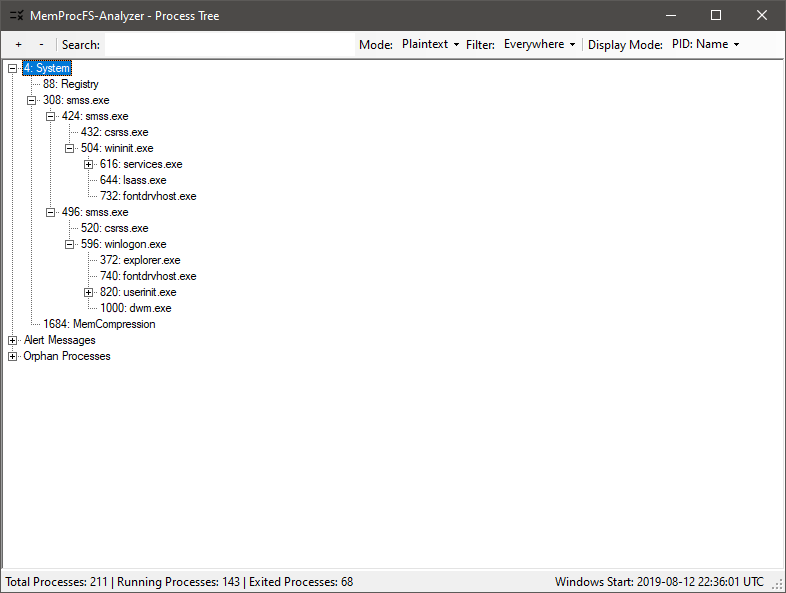 MemProcFS-Analyzer - Process Tree
+ - Search: Mode: Plaintext Filter: Everywhere Display Mode: PID: Name
4: System
88: Registry
308: smss.exe
424: smss.exe
432: csrss.exe
504: wininit.exe
616: services.exe
644: lsass.exe
732: fontdrvhost.exe
496: smss.exe
520: csrss.exe
596: winlogon.exe
372: explorer.exe
740: fontdrvhost.exe
820: userinit.exe
1000: dwm.exe
1684: MemCompression
Alert Messages
Orphan Processes
Total Processes: 211 | Running Processes: 143 | Exited Processes: 68 Windows Start: 2019-08-12 22:36:01 UTC